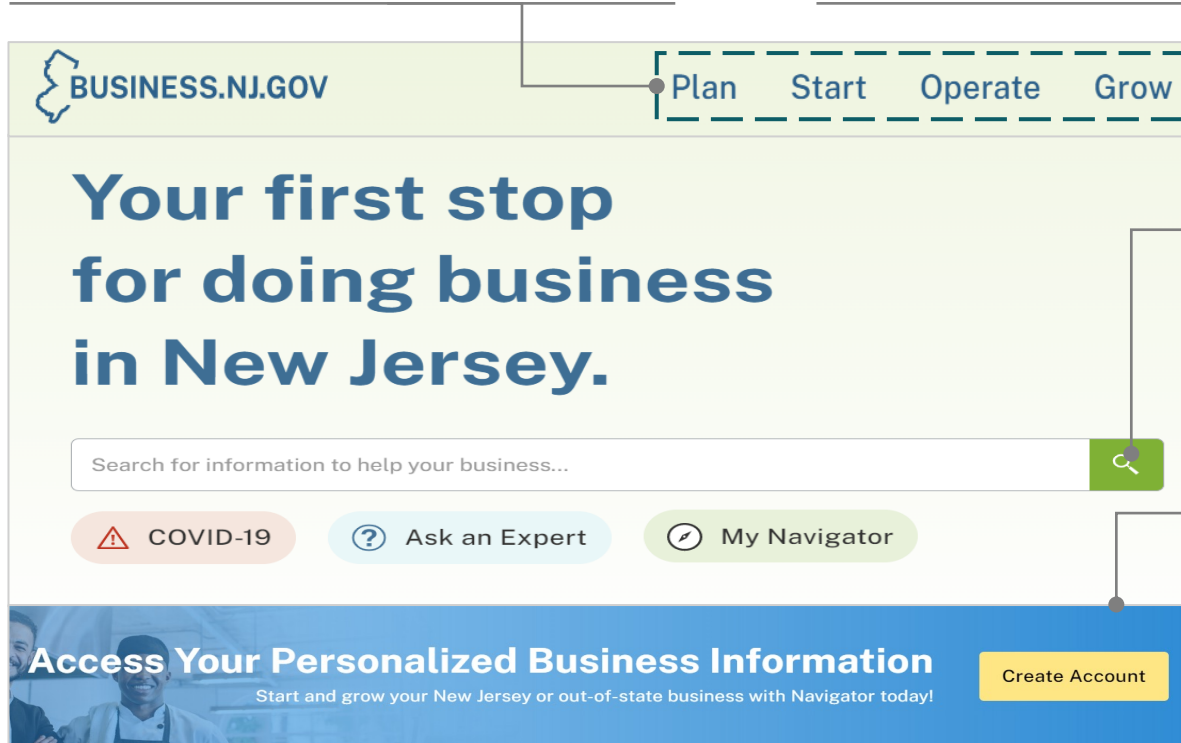 BUSINESS.NJ.GOV
Plan Start Operate Grow
Your first stop
for doing business
in New Jersey.
Search for information to help your business...
COVID-19 Ask an Expert My Navigator
Access Your Personalized Business Information
Start and grow your New Jersey or out-of-state business with Navigator today!
Create Account